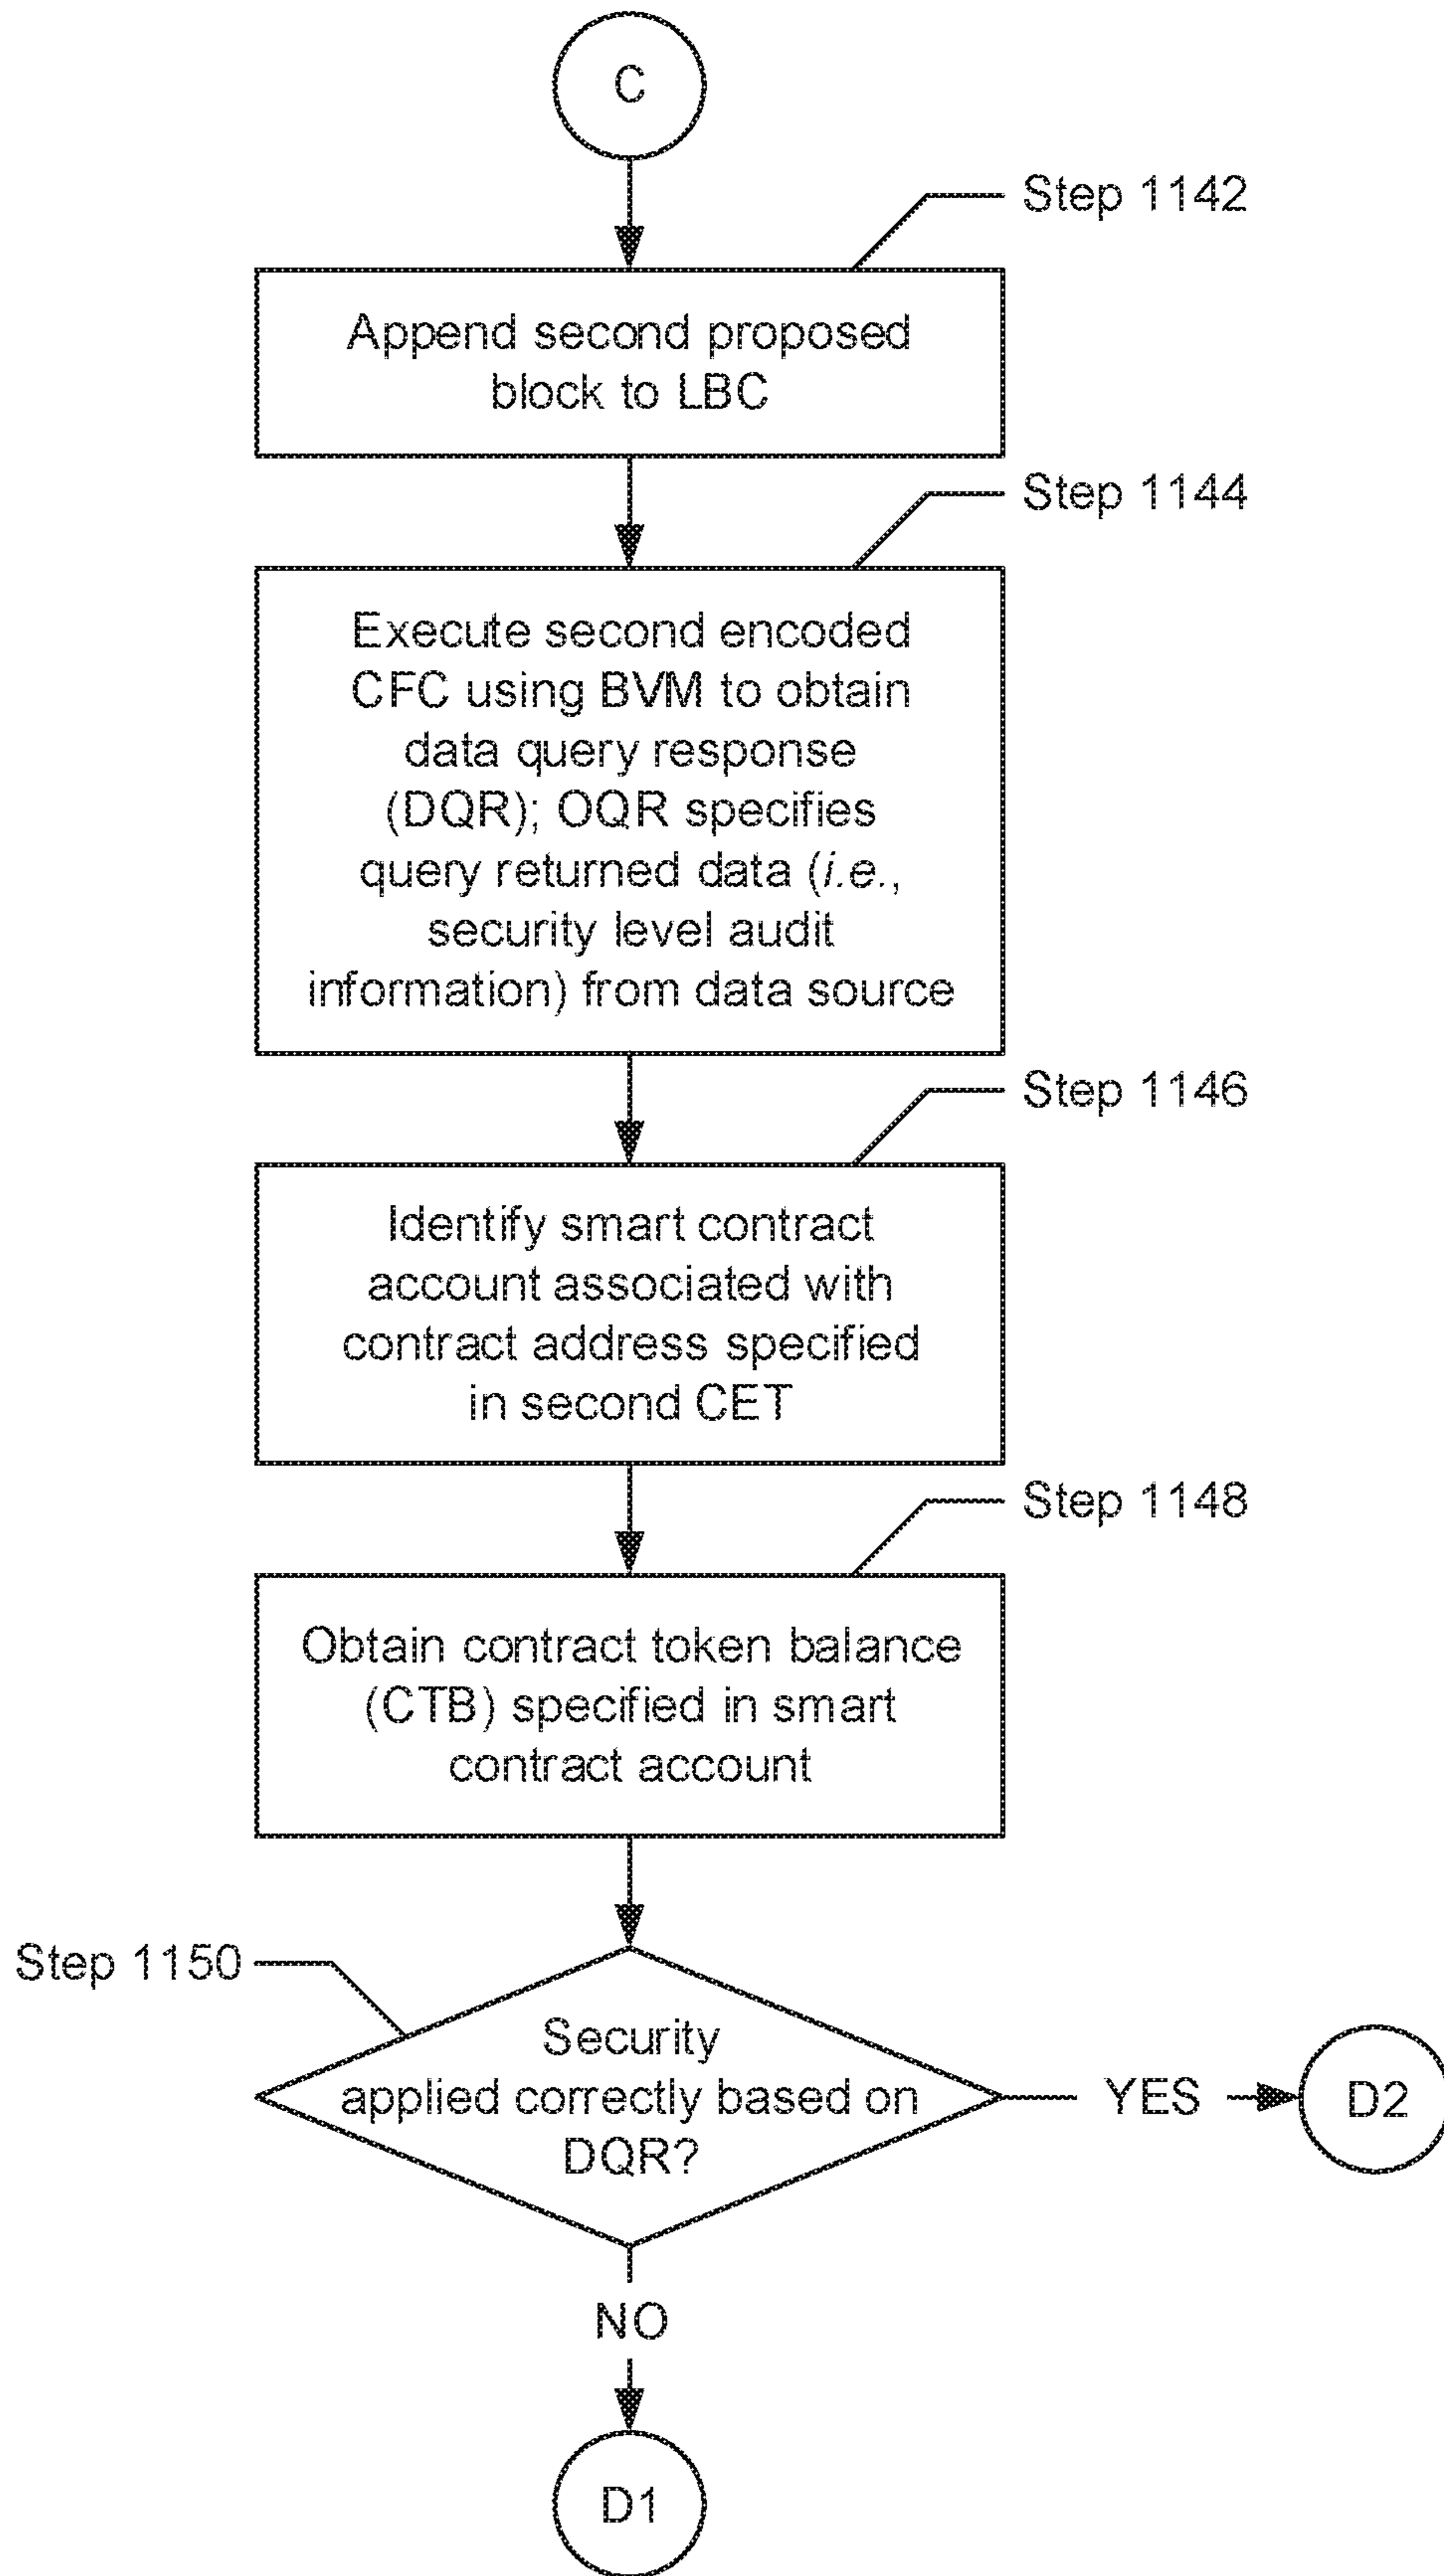 C
Step 1142
Append second proposed
block to LBC
Step 1144
Execute second encoded
CFC using BVM to obtain
data query response
(DQR); OQR specifies
query returned data (i.e.,
security level audit
information) from data source
Step 1146
Identify smart contract
account associated with
contract address specified
in second CET
Step 1148
Obtain contract token balance
(CTB) specified in smart
contract account
Step 1150
Security
applied correctly based on
DQR?
YES
D2
NO
D1